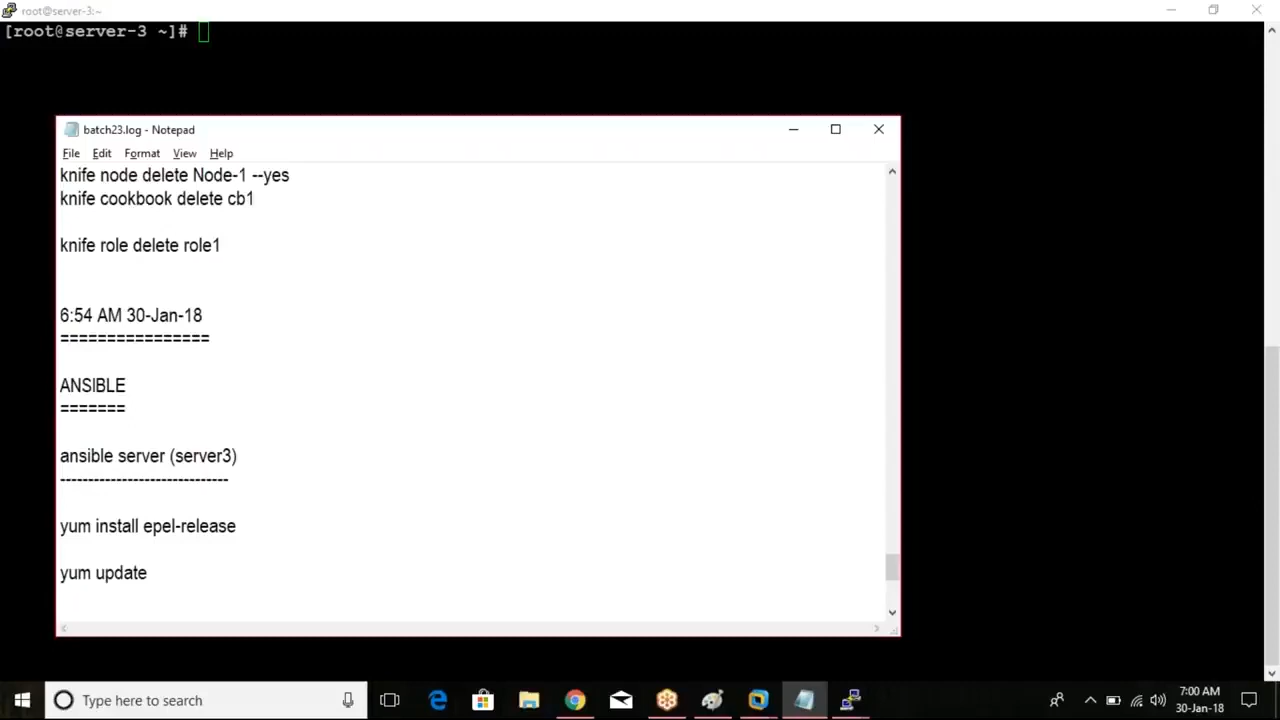 root@server-3:~
[root@server-3 ~]#
batch23.log - Notepad
File Edit Format View Help
knife node delete Node-1 --yes
knife cookbook delete cb1
knife role delete role1
6:54 AM 30-Jan-18
================
ANSIBLE
=======
ansible server (server3)
------------------------------
yum install epel-release
yum update
Type here to search
7:00 AM
30-Jan-18